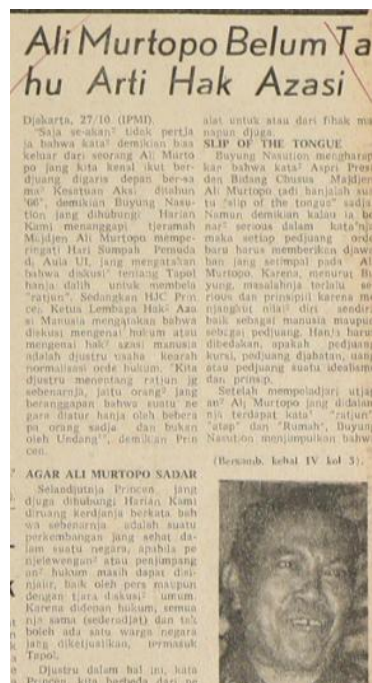 Ali Murtopo Belum Ta
hu Arti Hak Azasi
Djakarta, 27/10. (IPMI).
"Saja se-akan² tidak pertja
ja bahwa kata² demikian bisa
keluar dari seorang Ali Murto
po jang kita kenal ikut ber-
djuang digaris depan ber-sa
ma² Kesatuan Aksi ditahun
'66", demikian Buyung Nasu-
tion jang dihubungi Harian
Kami menanggapi tjeramah
Majdjen Ali Murtopo mempe-
ringati Hari Sumpah Pemuda
di Aula UI, jang mengatakan
bahwa diskusi² tentang Tapol
hanja dalih untuk membela
"ratjun". Sedangkan HJC Prin
cen Ketua Lembaga Hak² Aza
si Manusia mengatakan bahwa
diskusi mengenai hukum atau
mengenai hak² azasi manusia
adalah djustru usaha kearah
normalisasi orde hukum. "Kita
djustru menentang ratjun jg
sebenarnja, jaitu orang² jang
beranggapan bahwa suatu ne
gara diatur hanja oleh bebera
pa orang sadja dan bukan
oleh Undang²", demikian Prin
cen.
AGAR ALI MURTOPO SADAR
Selandjutnja Princen, jang
djuga dihubungi Harian Kami
diruang kerdjanja berkata bah
wa sebenarnja adalah suatu
perkembangan jang sehat da-
lam suatu negara, apabila pe
njelewengan² atau penjimpang
an² hukum masih dapat disi-
njalir, baik oleh pers maupun
dengan tjara diskusi² umum.
Karena didepan hukum, semua
nja sama (sederadjat) dan tak
boleh ada satu warga negara
jang diketjualikan, termasuk
Tapol.
Djustru dalam hal ini, kata
Princen, kita berbeda dari pe
alat untuk atau dari fihak ma
napun djuga.
SLIP OF THE TONGUE
Buyung Nasution mengharap
kan bahwa kata² Aspri Presi
den Bidang Chusus Majdjen
Ali Murtopo tadi hanjalah sua
tu "slip of the tongue" sadja.
Namun demikian kalau ia be
nar² serious dalam kata²nja
maka setiap pedjuang orde
baru harus memberikan djawa
ban jang setimpal pada Ali
Murtopo. Karena, menurut Bu
yung, masalahnja terlalu se-
rious dan prinsipil karena me
njangkut nilai² diri sendiri
baik sebagai manusia maupun
sebagai pedjuang. Hanja harus
dibedakan, apakah pedjuang
kursi, pedjuang djabatan, uang
atau pedjuang suatu idealisme
dan prinsip.
Setelah mempeladjari utjap
an² Ali Murtopo jang didalam
nja terdapat kata² "ratjun"
"atap" dan "Rumah", Buyung
Nasution menjimpulkan bahwa
(Bersamb. kehal IV kol 3).